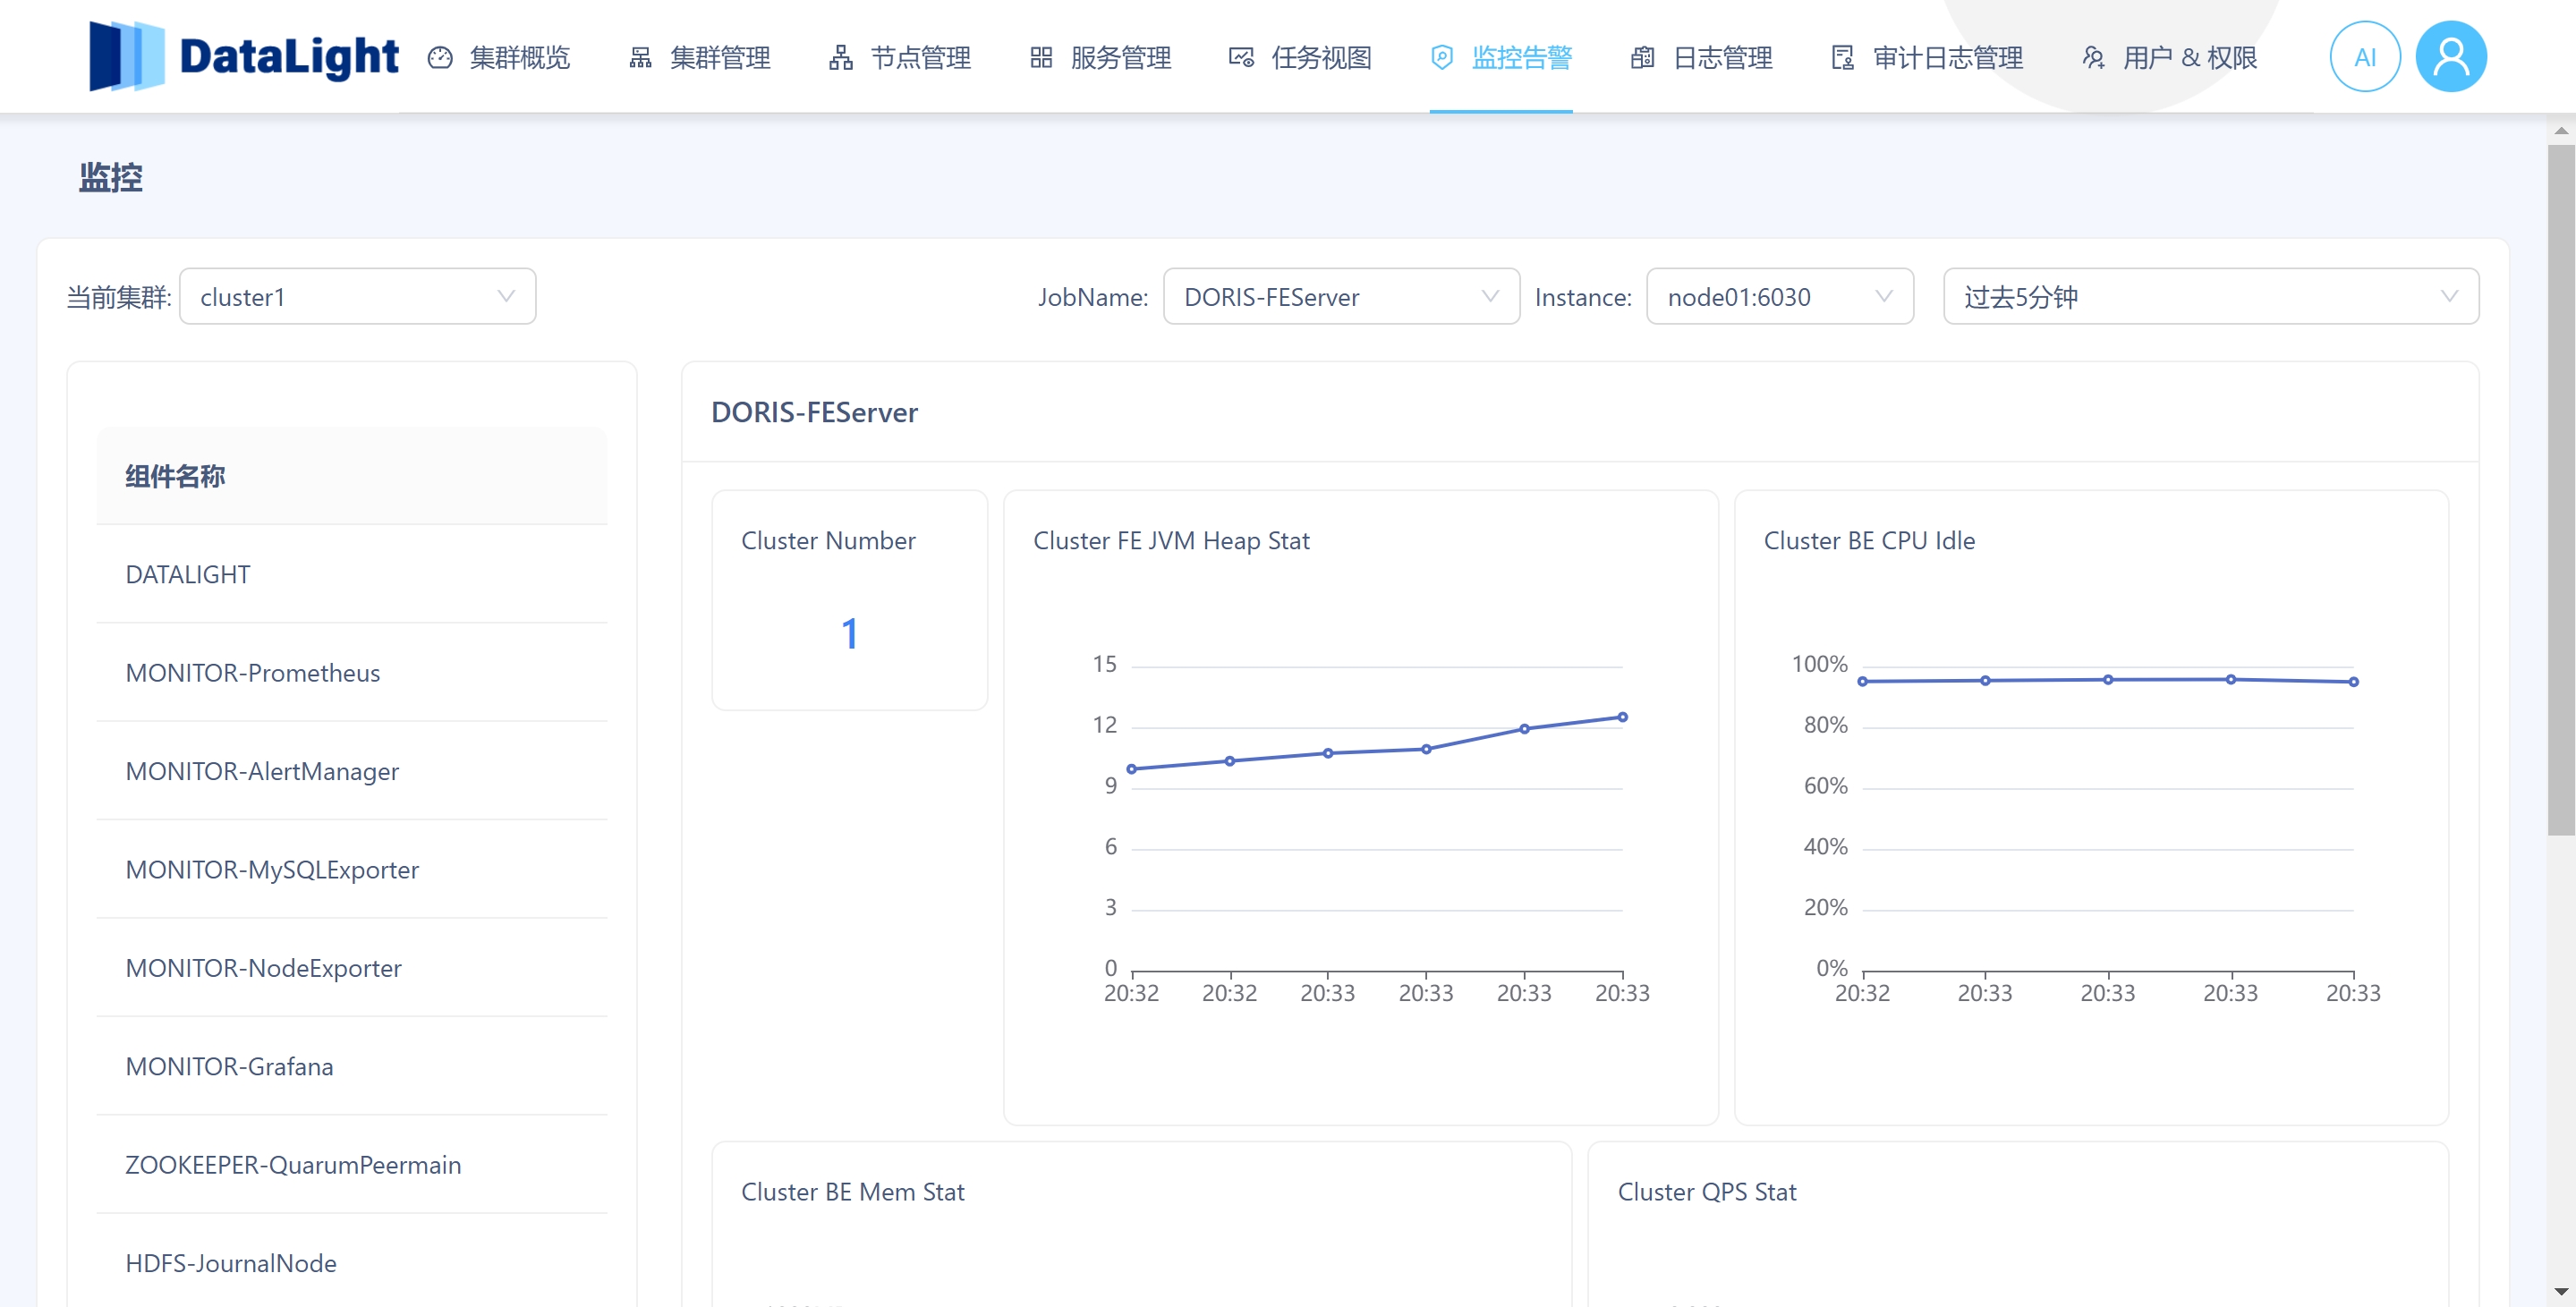 DataLight 集群概览 集群管理 节点管理 服务管理 任务视图 监控告警 日志管理 审计日志管理 用户 & 权限 AI
监控
当前集群: cluster1 JobName: DORIS-FEServer Instance: node01:6030 过去5分钟
组件名称
DATALIGHT
MONITOR-Prometheus
MONITOR-AlertManager
MONITOR-MySQLExporter
MONITOR-NodeExporter
MONITOR-Grafana
ZOOKEEPER-QuarumPeermain
HDFS-JournalNode
DORIS-FEServer
Cluster Number
1
Cluster FE JVM Heap Stat
15
12
9
6
3
0
20:32 20:32 20:33 20:33 20:33 20:33
Cluster BE CPU Idle
100%
80%
60%
40%
20%
0%
20:32 20:33 20:33 20:33 20:33
Cluster BE Mem Stat
Cluster QPS Stat